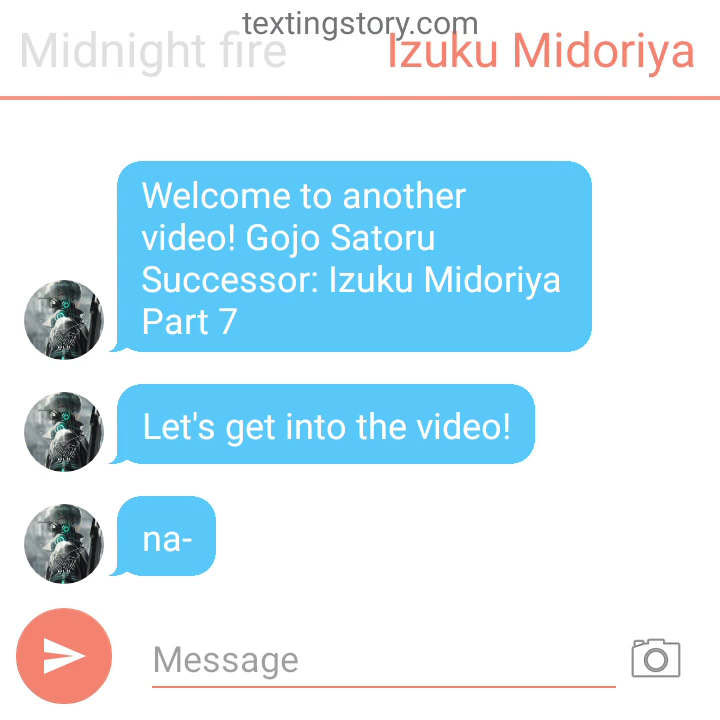 textingstory.com
Midnight fire
Izuku Midoriya
Welcome to another
video! Gojo Satoru
Successor: Izuku Midoriya
Part 7
Let's get into the video!
na-
Message